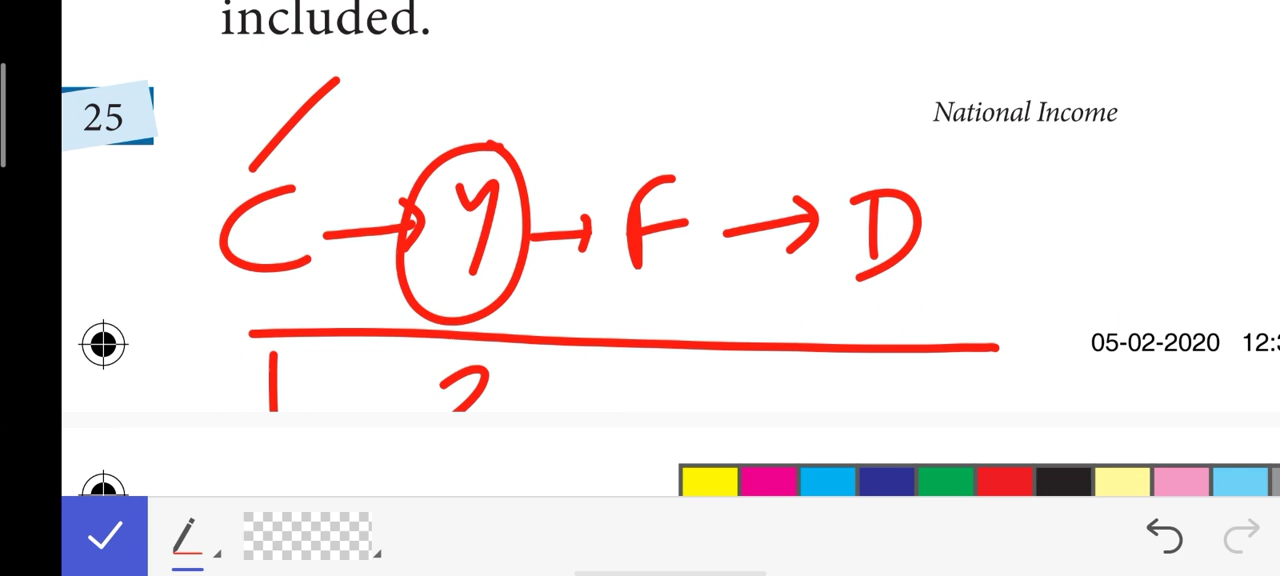 included.
25
National Income
C → y → F → D
05-02-2020 12:
1 2